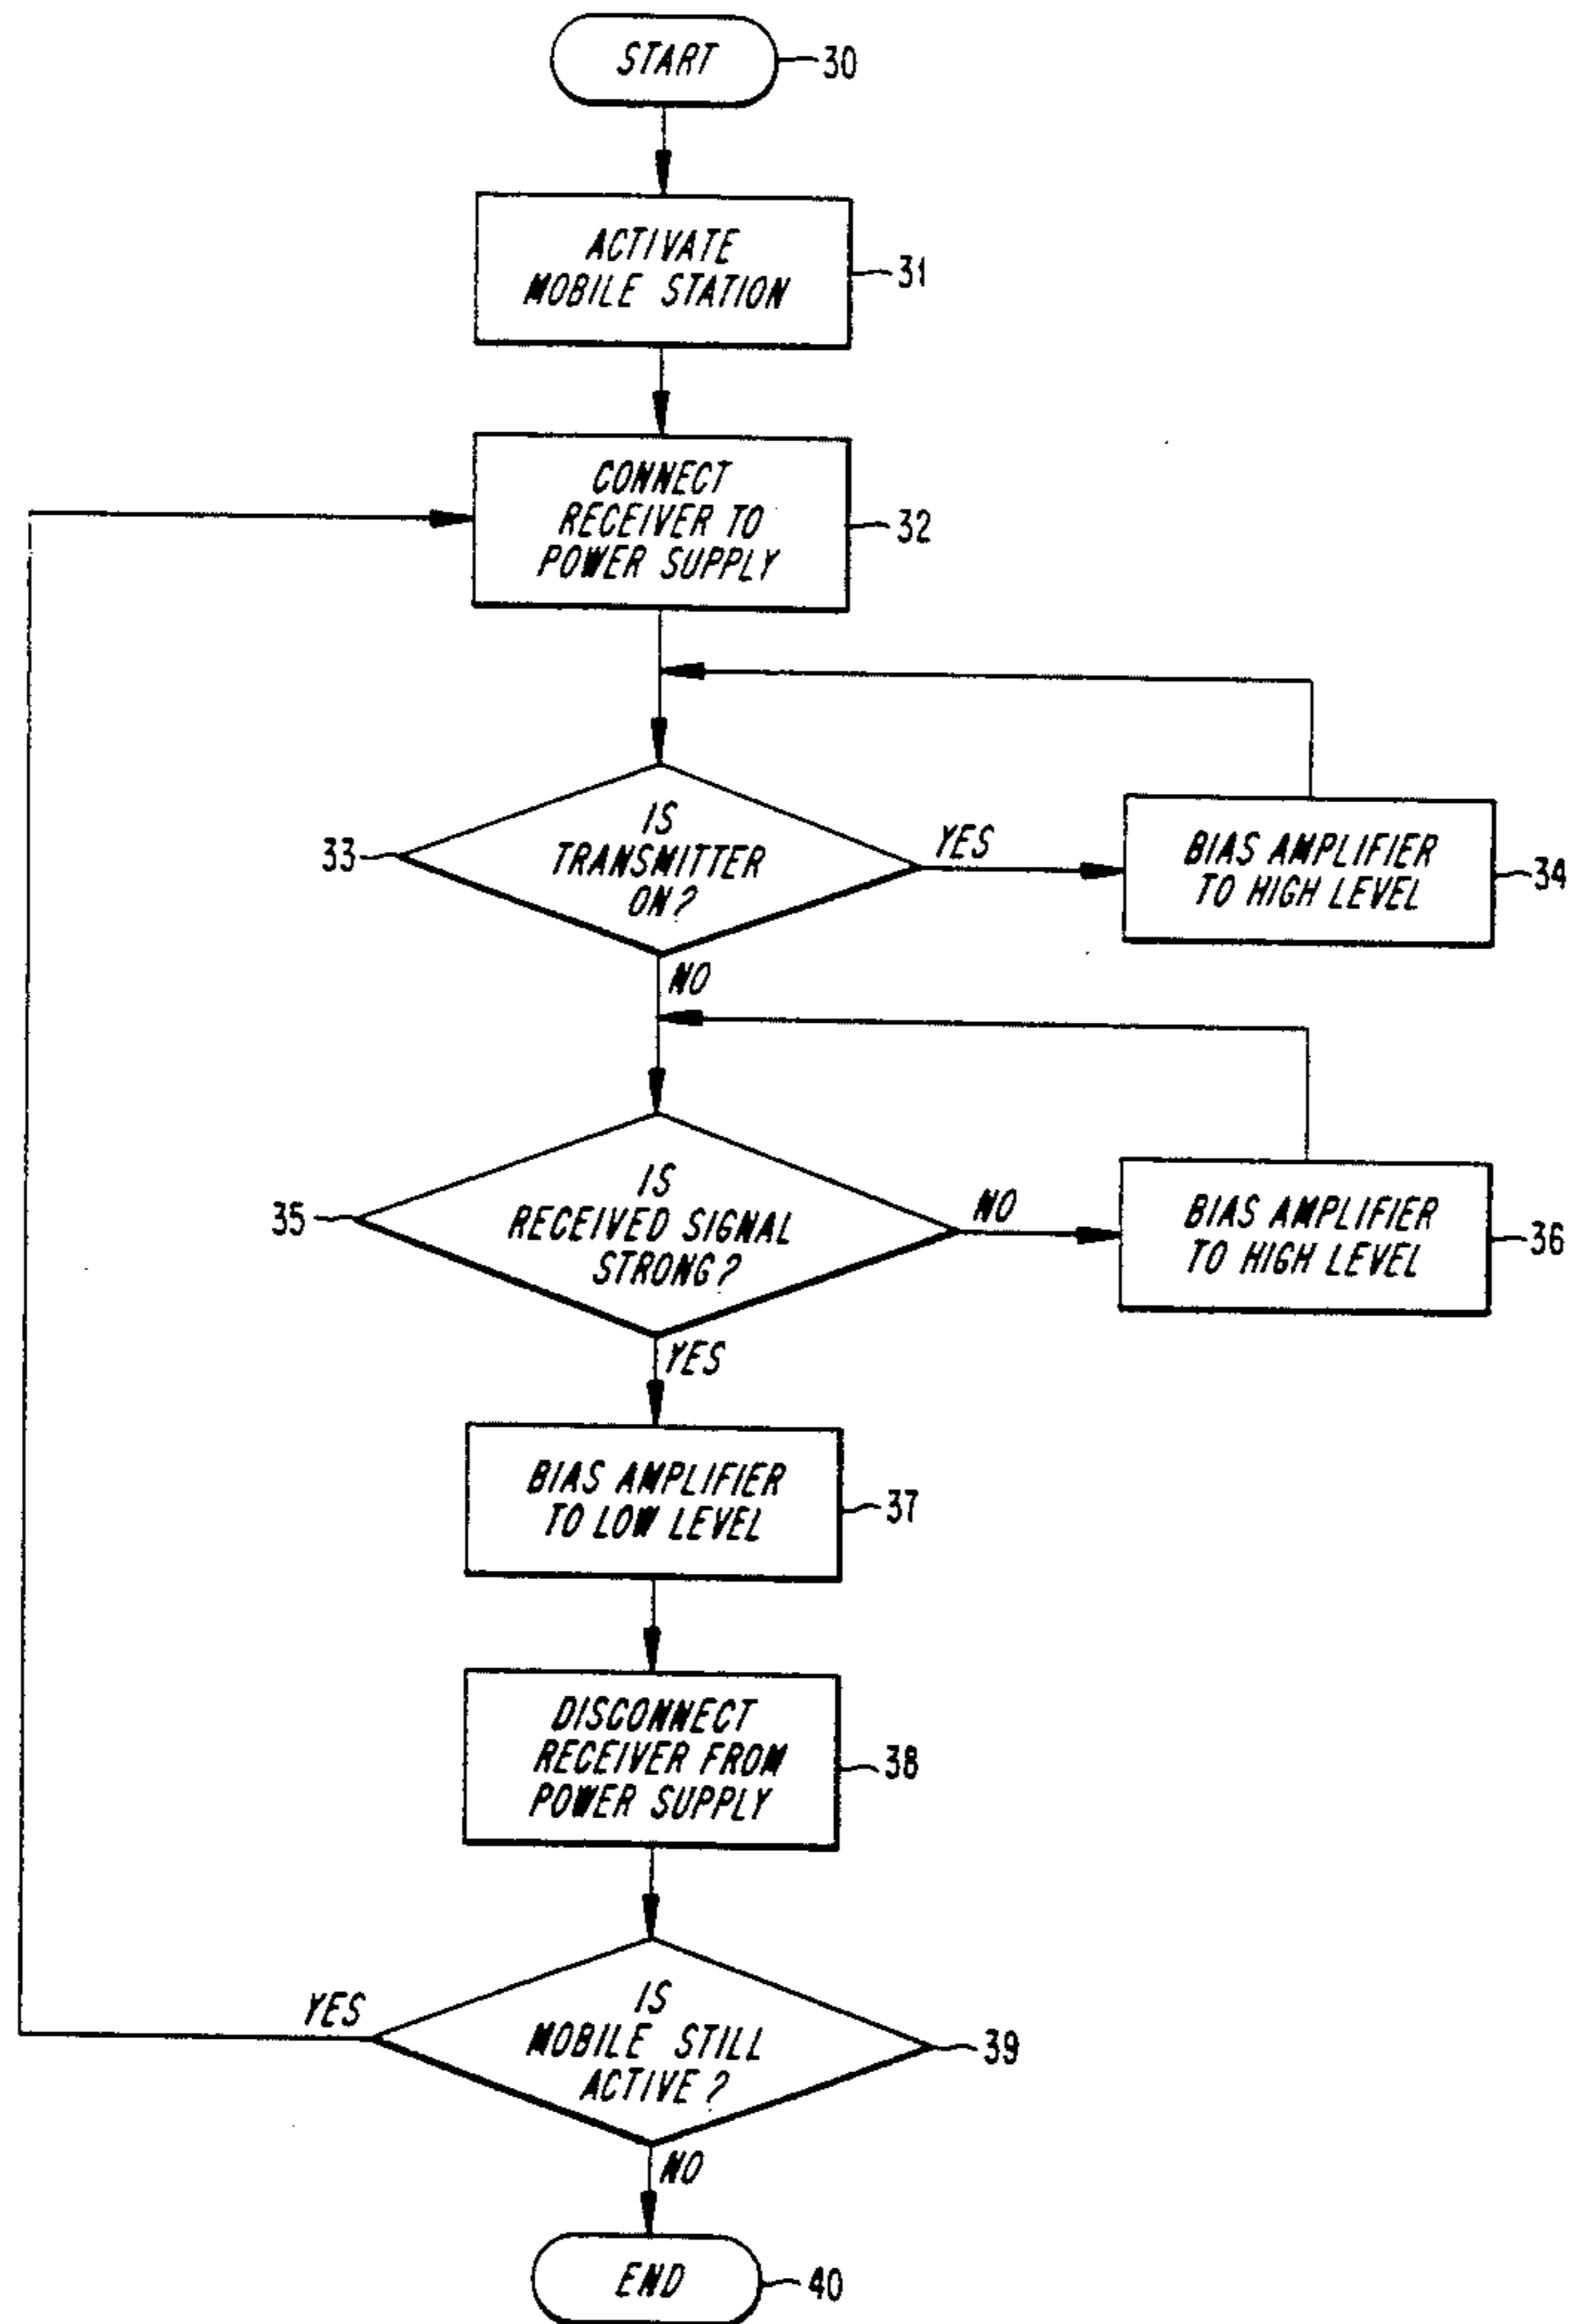 START
30
ACTIVATE
MOBILE STATION
31
CONNECT
RECEIVER TO
POWER SUPPLY
32
IS
TRANSMITTER
ON?
33
YES
BIAS AMPLIFIER
TO HIGH LEVEL
34
NO
IS
RECEIVED SIGNAL
STRONG?
35
NO
BIAS AMPLIFIER
TO HIGH LEVEL
36
YES
BIAS AMPLIFIER
TO LOW LEVEL
37
DISCONNECT
RECEIVER FROM
POWER SUPPLY
38
YES
IS
MOBILE STILL
ACTIVE?
39
NO
END
40